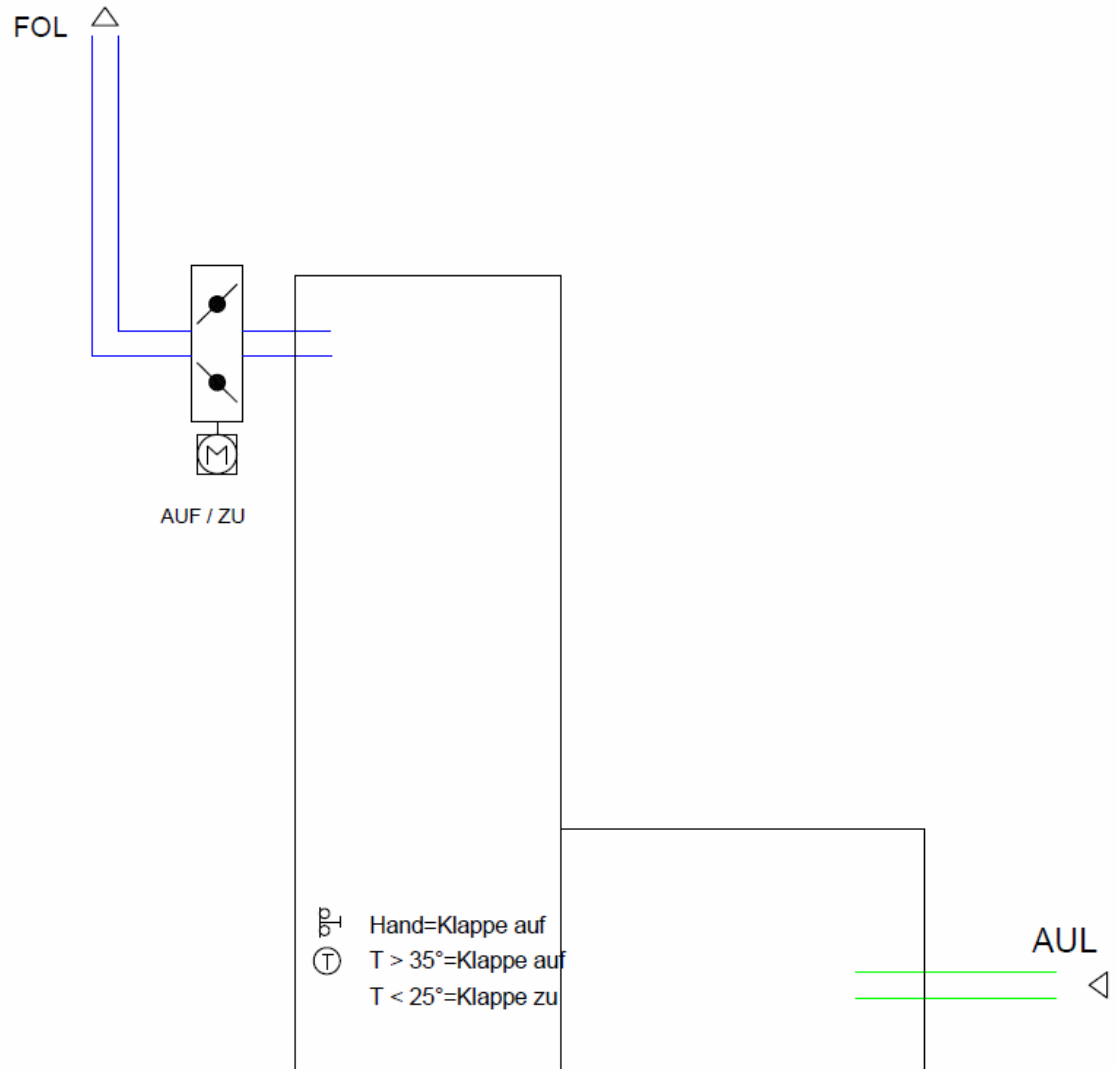 FOL
M
AUF / ZU
Hand=Klappe auf
T
T > 35°=Klappe auf
T < 25°=Klappe zu
AUL